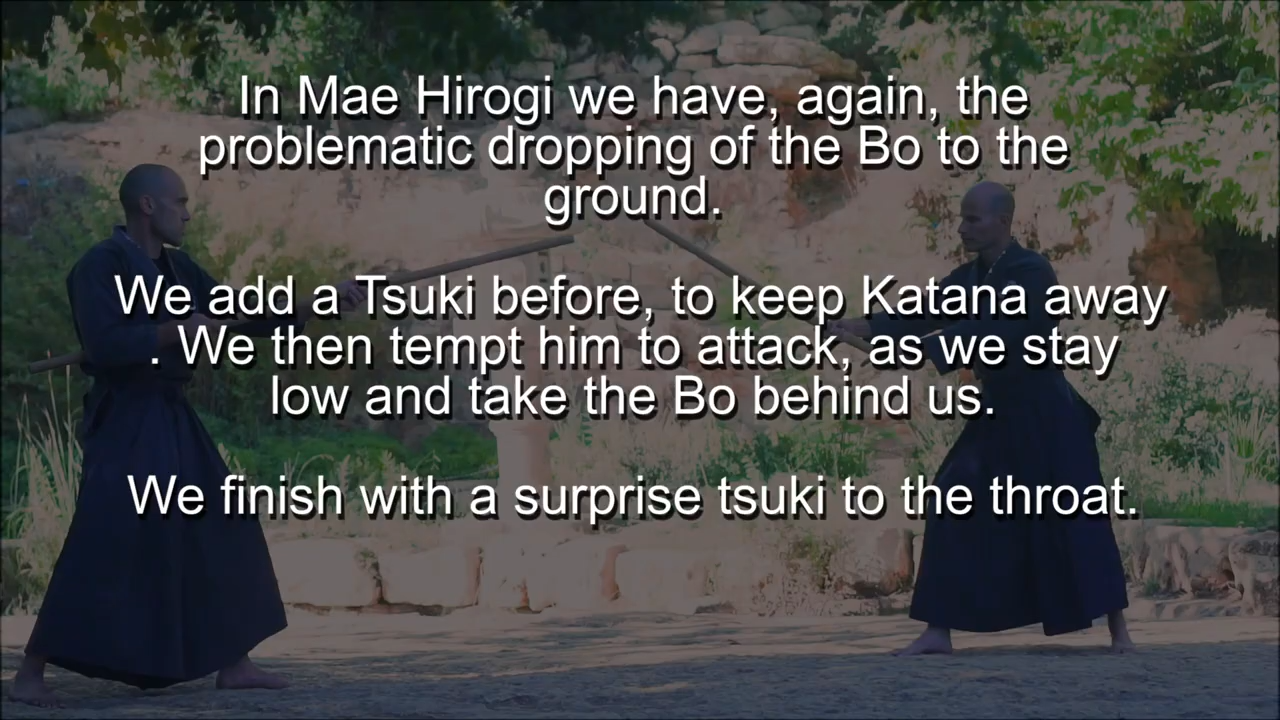 In Mae Hirogi we have, again, the
problematic dropping of the Bo to the
ground.
We add a Tsuki before, to keep Katana away
. We then tempt him to attack, as we stay
low and take the Bo behind us.
We finish with a surprise tsuki to the throat.